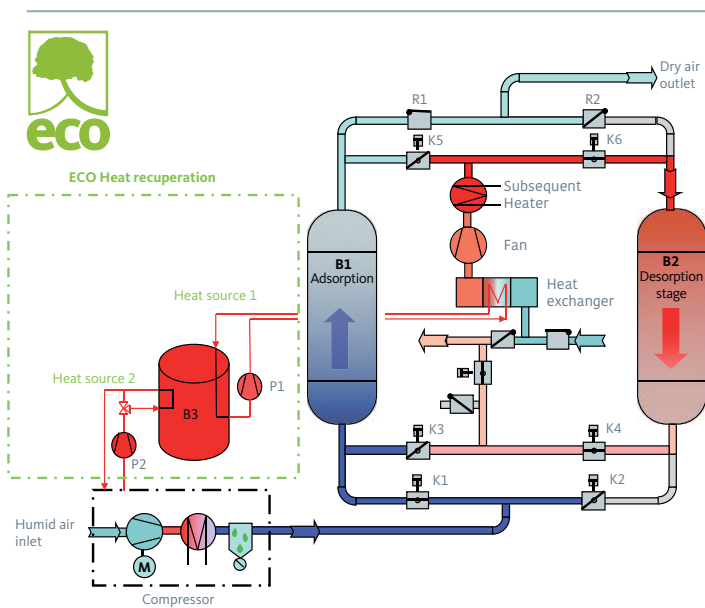 eco
ECO Heat recuperation
Dry air
outlet
R1
R2
K5
K6
Subsequent
Heater
Fan
B1
Adsorption
B2
Desorption
stage
Heat
exchanger
Heat source 1
Heat source 2
P1
B3
P2
K3
K4
K1
K2
Humid air
inlet
M
Compressor